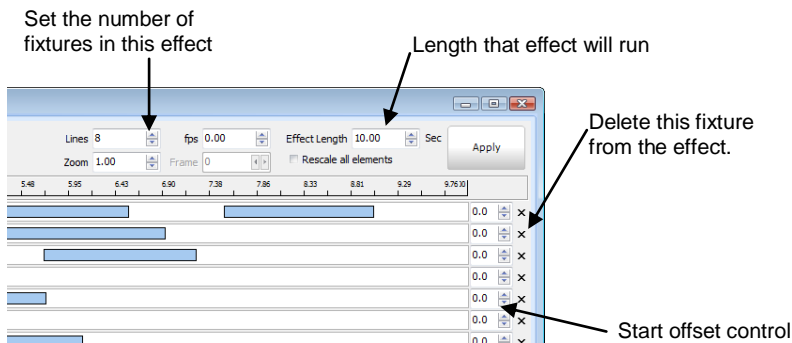 Set the number of
fixtures in this effect
Length that effect will run
Delete this fixture
from the effect.
Lines 8 fps 0.00 Effect Length 10.00 Sec Apply
Zoom 1.00 Frame 0 Rescale all elements
5.48 5.95 6.43 6.90 7.38 7.86 8.33 8.81 9.29 9.76 10
0.0
0.0
0.0
0.0
0.0
0.0
0.0
Start offset control